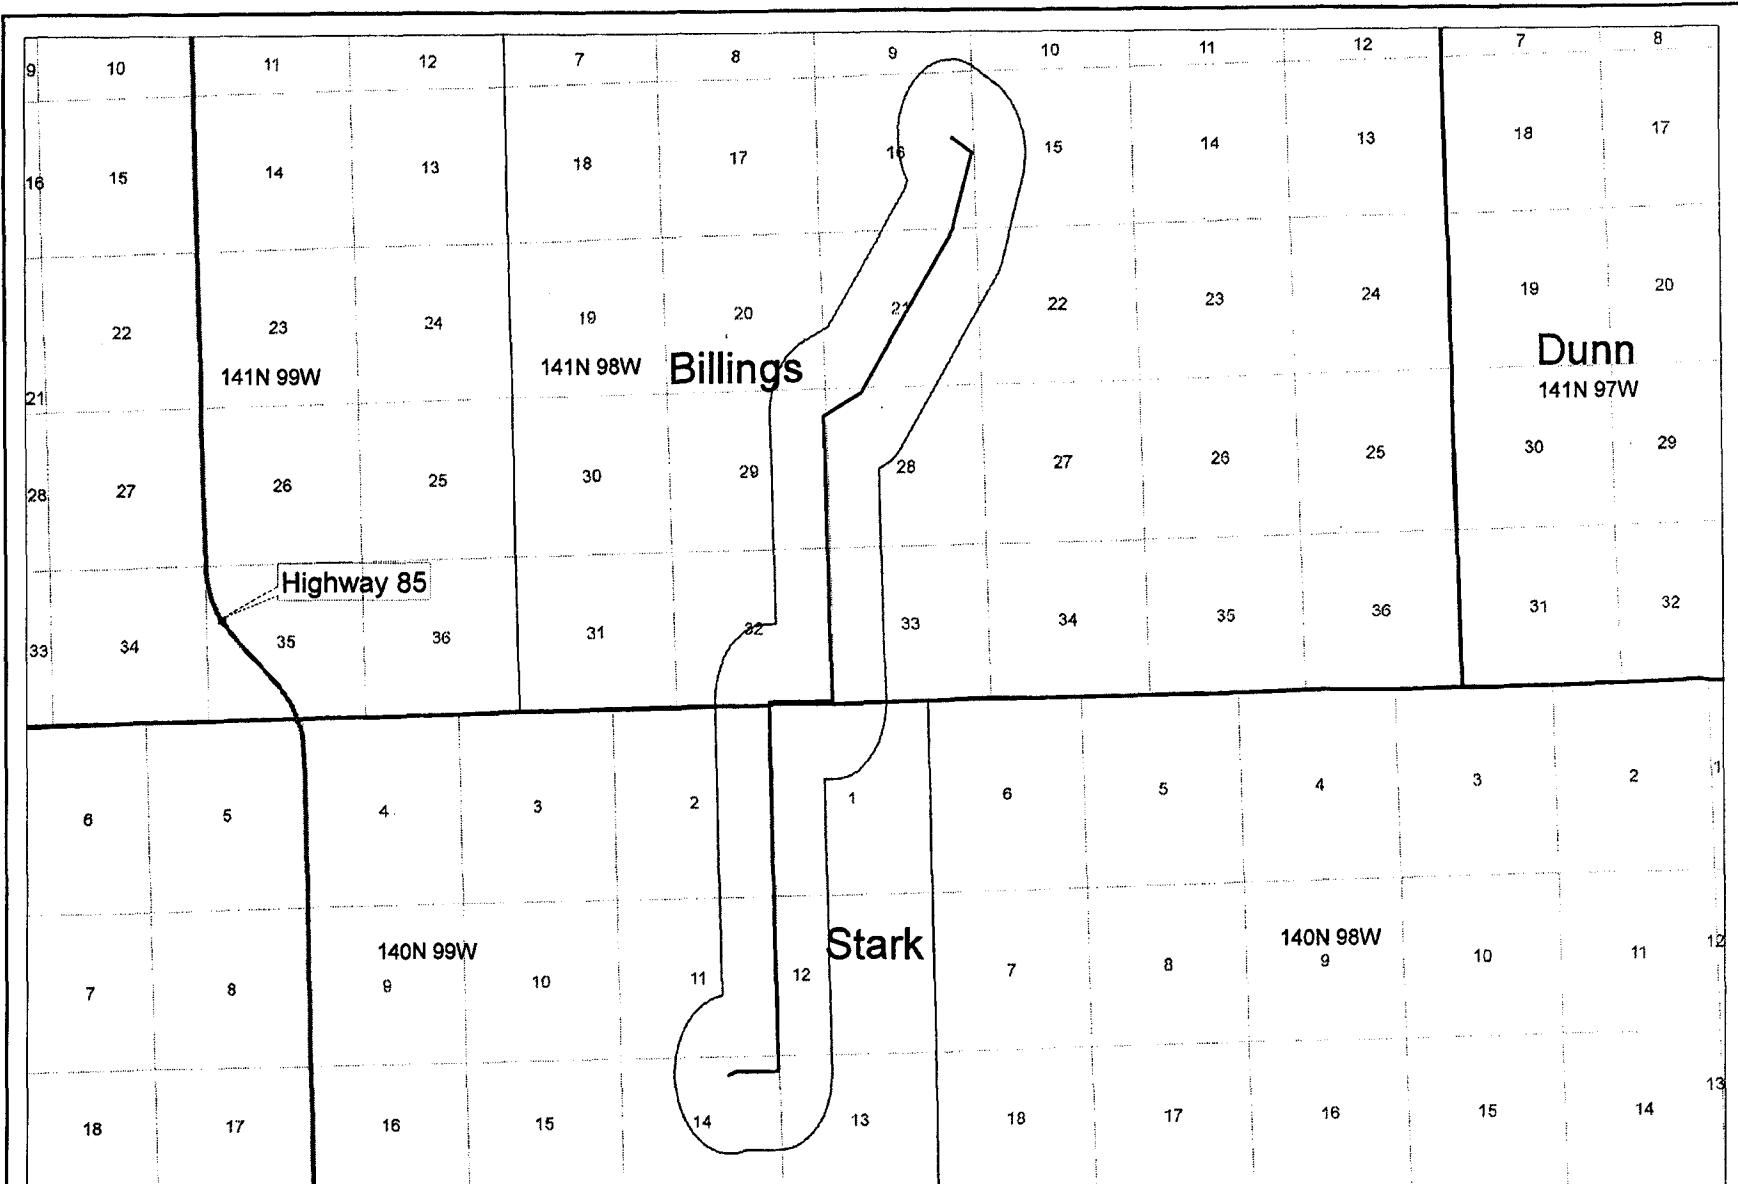 9 10 11 12 7 8 9 10 11 12 7 8
16 15 14 13 18 17 16 15 14 13 18 17
22 23 24 19 20 21 22 23 24 19 20
141N 99W 141N 98W Billings Dunn
141N 97W
21
28 27 26 25 30 29 28 27 26 25 30 29
Highway 85
33 34 35 36 31 32 33 34 35 36 31 32
6 5 4 3 2 1 6 5 4 3 2 1
140N 99W Stark 140N 98W
7 8 9 10 11 12 7 8 9 10 11 12
18 17 16 15 14 13 18 17 16 15 14 13